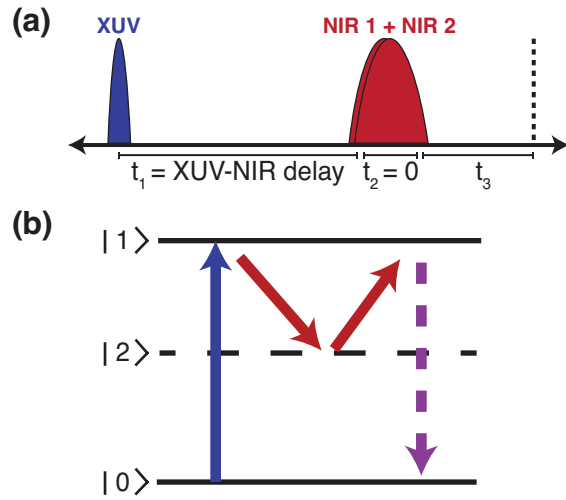 (a)
XUV
NIR 1 + NIR 2
t₁ = XUV-NIR delay
t₂ = 0
t₃
(b)
|1>
|2>
|0>